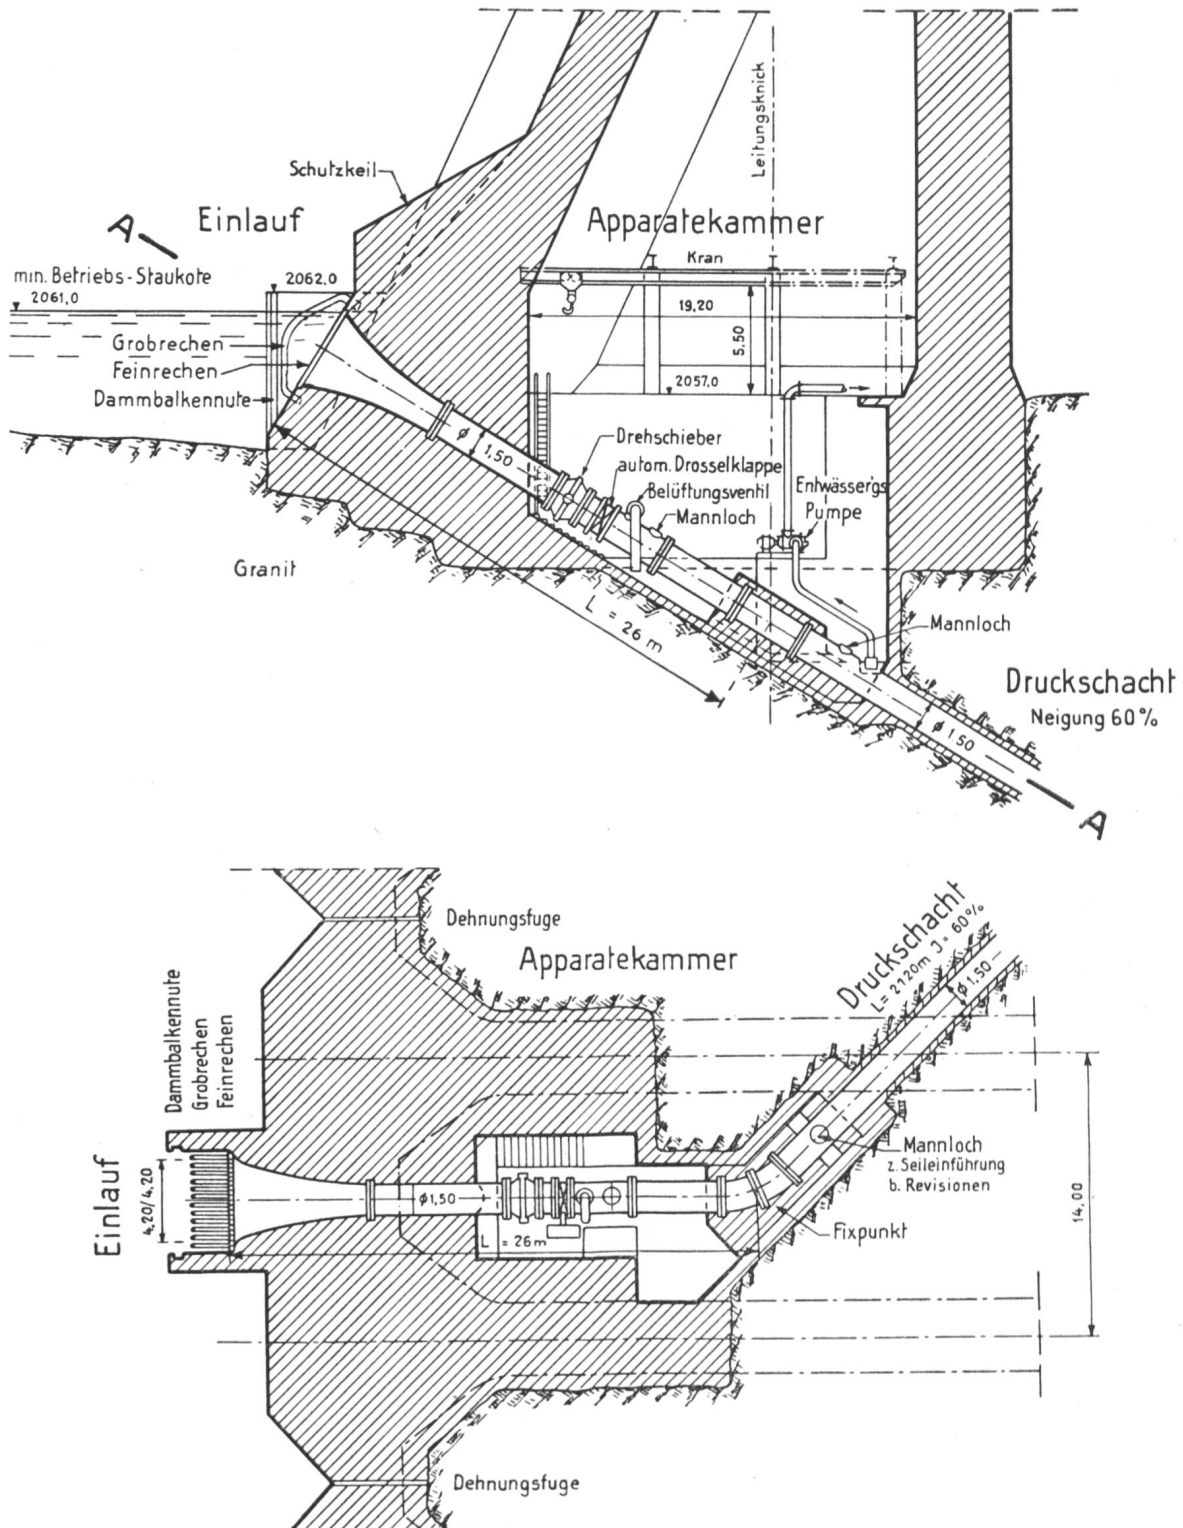 Leitungsknick
Schutzkeil
A
Einlauf
Apparatekammer
min. Betriebs-Staukote
2061,0
2062,0
Kran
19,20
5.50
Grobrechen
Feinrechen
Dammbalkennute
2057,0
ϕ 1,50
Drehschieber
autom. Drosselklappe
Belüftungsventil
Mannloch
Entwässer'gs
Pumpe
Granit
L = 26 m
Mannloch
Druckschacht
Neigung 60%
ϕ 1.50
A
Dehnungsfuge
Apparatekammer
Druckschacht
L= 2120m J= 60%
ϕ 1,50
Dammbalkennute
Grobrechen
Feinrechen
Einlauf
4,20/4,20
ϕ1,50
L = 26m
Mannloch
z. Seileinführung
b. Revisionen
Fixpunkt
14,00
Dehnungsfuge